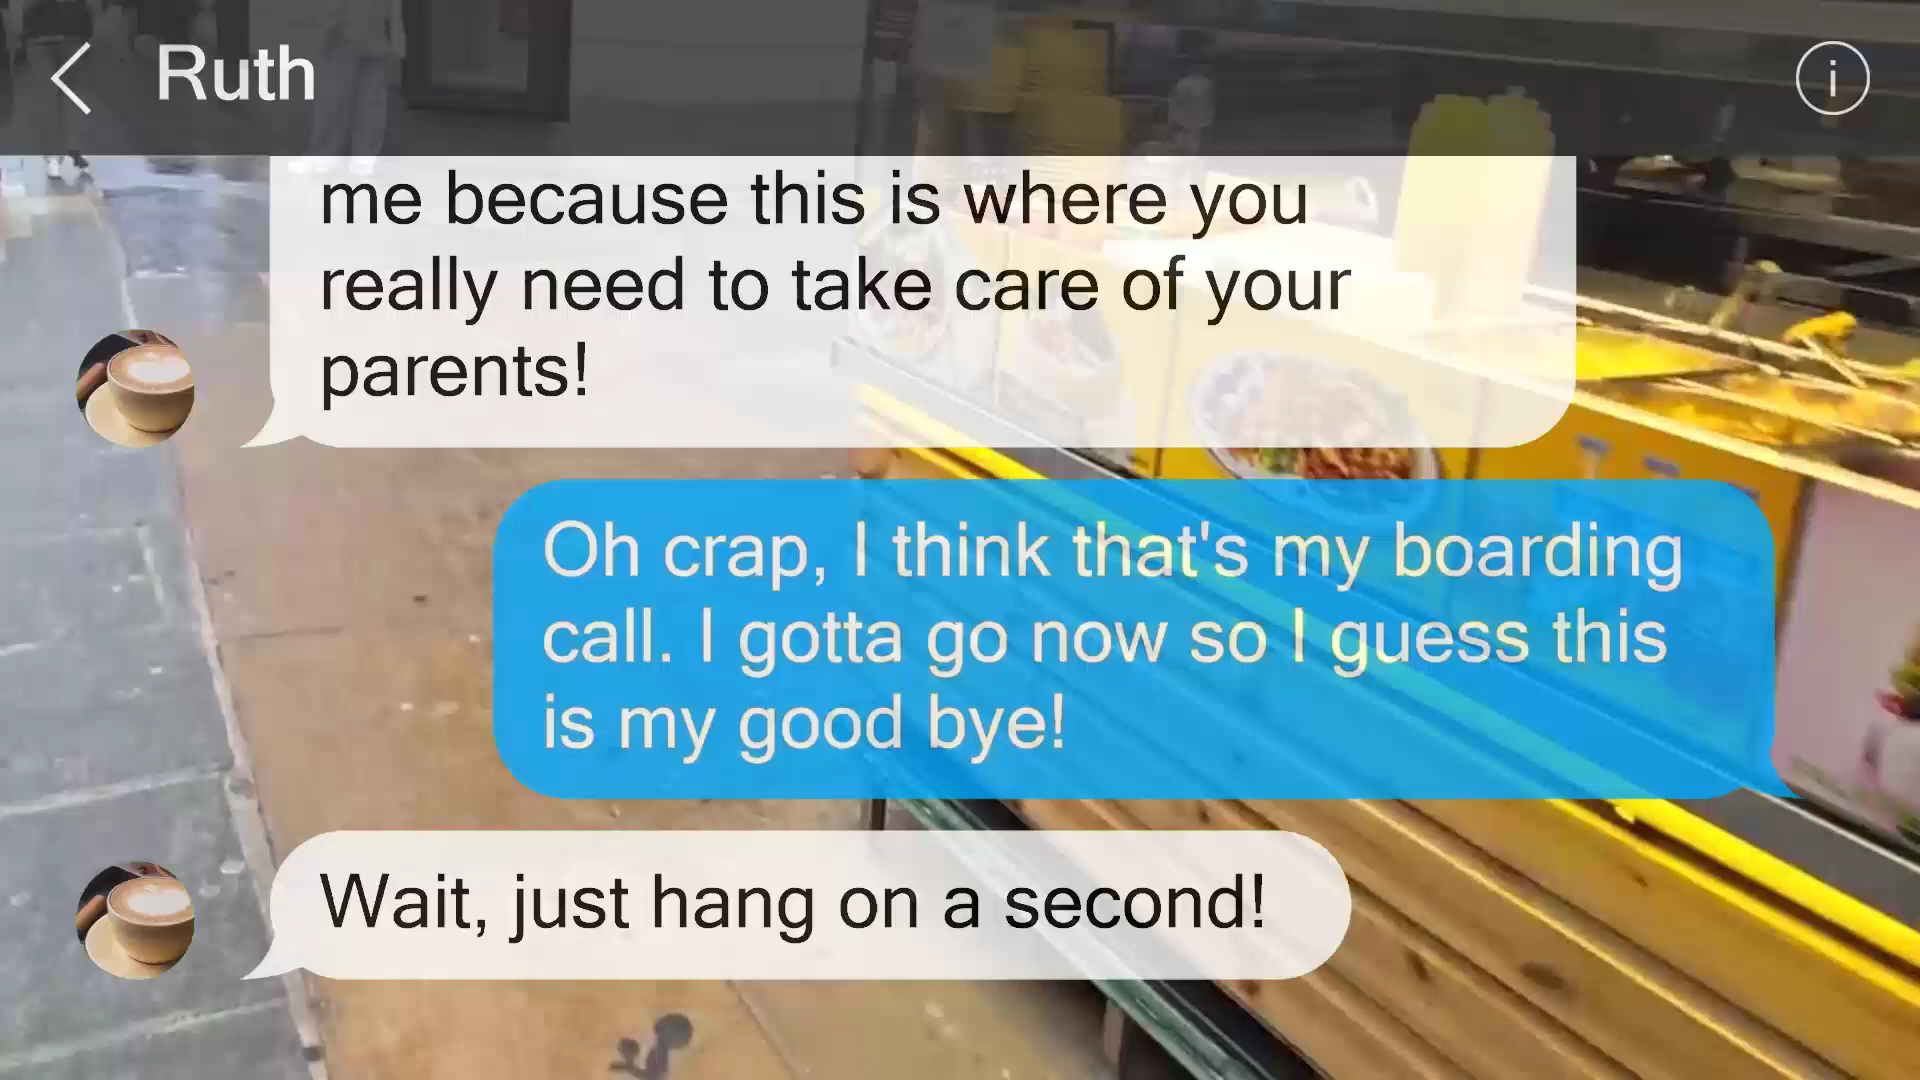 Ruth
me because this is where you
really need to take care of your
parents!
Oh crap, I think that's my boarding
call. I gotta go now so I guess this
is my good bye!
Wait, just hang on a second!